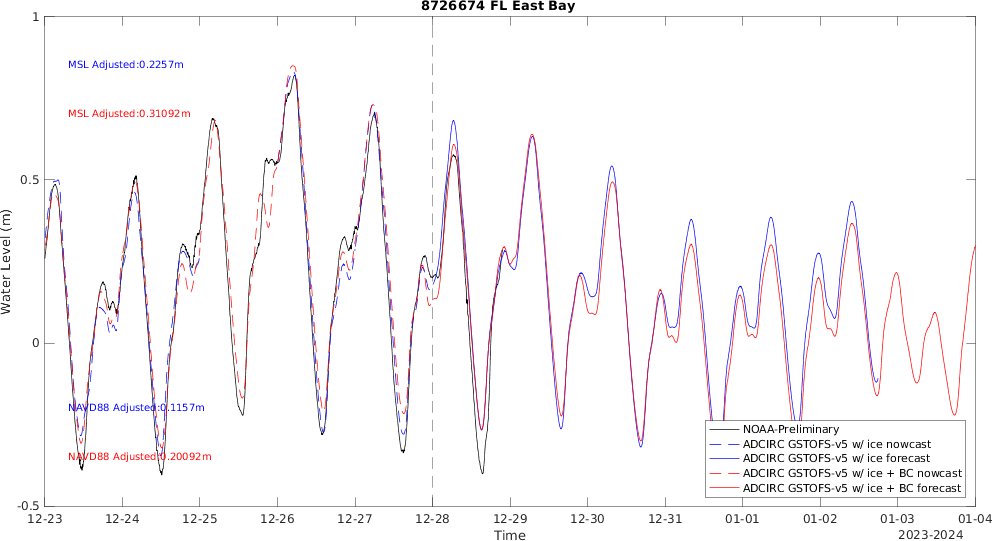 8726674 FL East Bay
1
MSL Adjusted:0.2257m
MSL Adjusted:0.31092m
0.5
Water Level (m)
0
NAVD88 Adjusted:0.1157m
NAVD88 Adjusted:0.20092m
NOAA-Preliminary
ADCIRC GSTOFS-v5 w/ ice nowcast
ADCIRC GSTOFS-v5 w/ ice forecast
ADCIRC GSTOFS-v5 w/ ice + BC nowcast
ADCIRC GSTOFS-v5 w/ ice + BC forecast
-0.5
12-23 12-24 12-25 12-26 12-27 12-28 12-29 12-30 12-31 01-01 01-02 01-03 01-04
Time
2023-2024